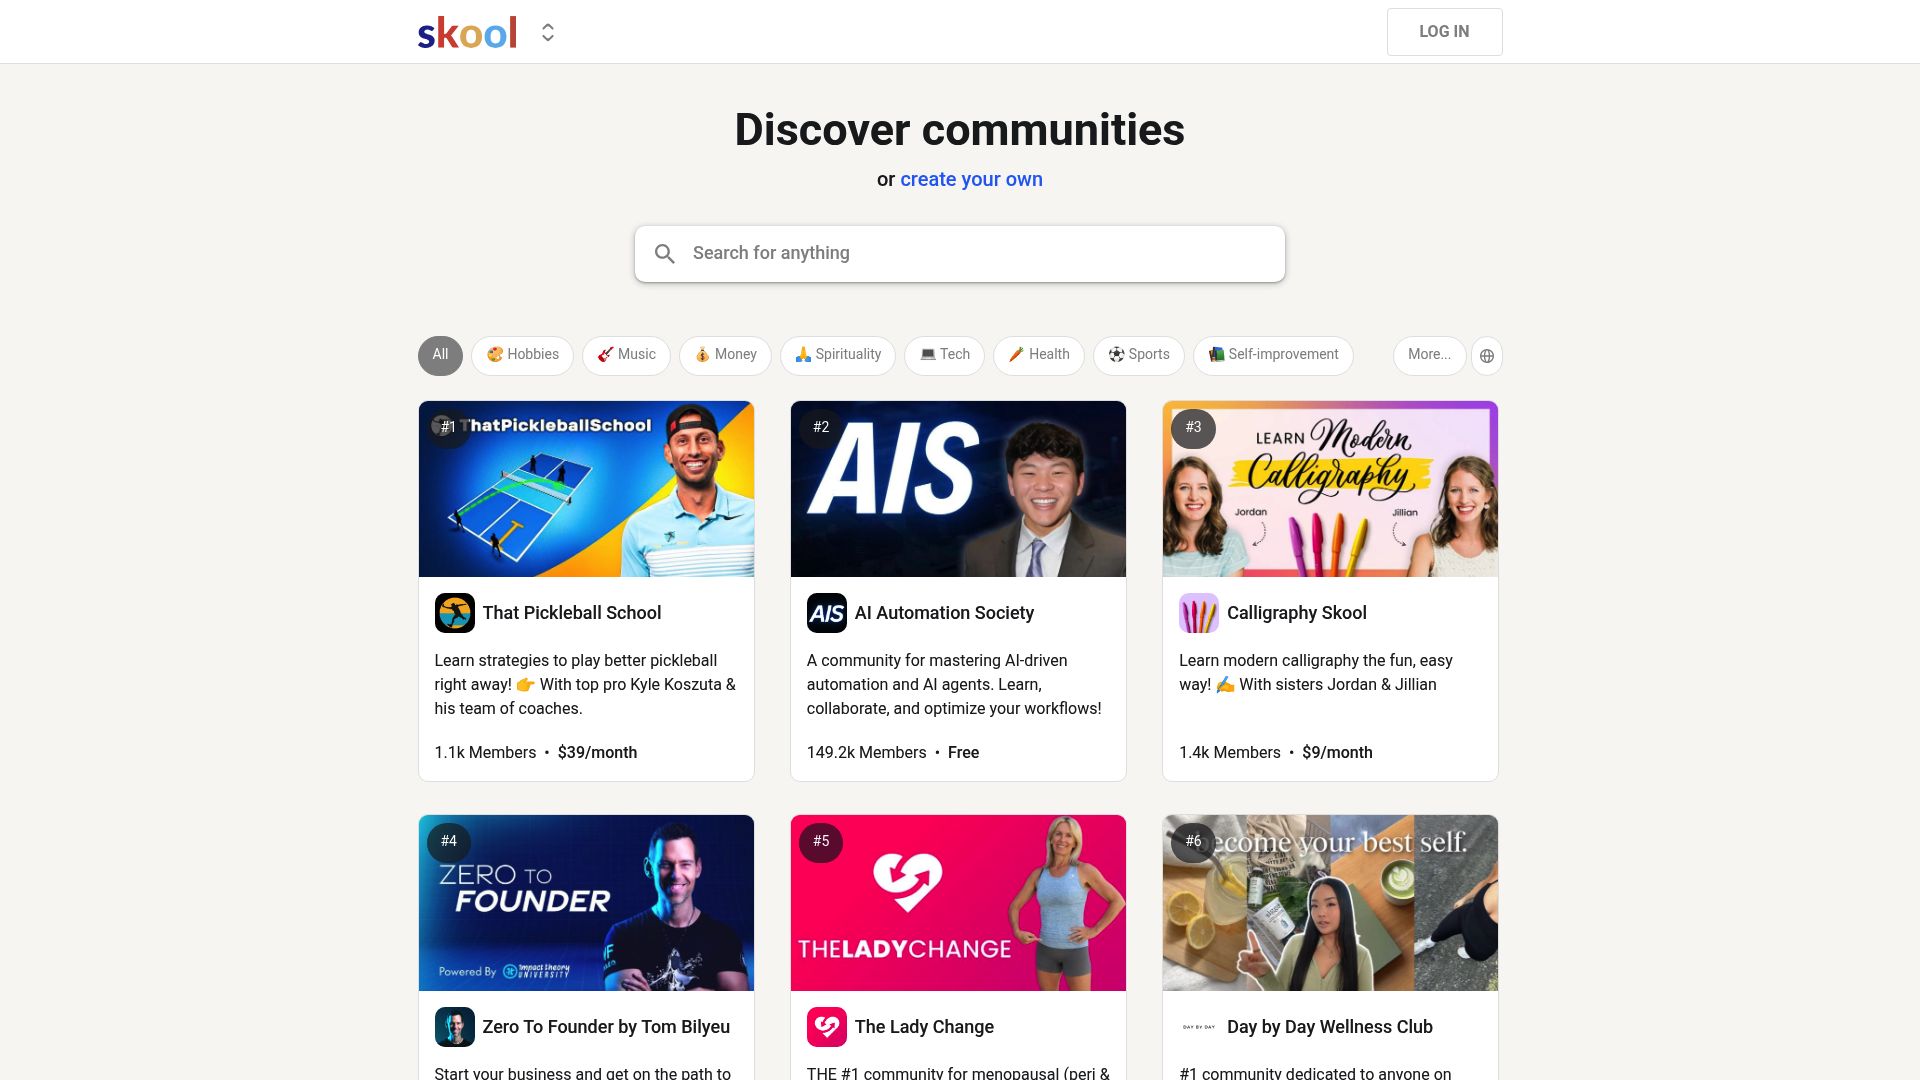 skool
LOG IN
Discover communities
or create your own
Search for anything
All
Hobbies
Music
Money
Spirituality
Tech
Health
Sports
Self-improvement
More...
#1
ThatPickleballSchool
#2
AIS
#3
LEARN Modern
Calligraphy
Jordan
Jillian
That Pickleball School
AIS
AI Automation Society
Calligraphy Skool
Learn strategies to play better pickleball
right away! 👉 With top pro Kyle Koszuta &
his team of coaches.
A community for mastering AI-driven
automation and AI agents. Learn,
collaborate, and optimize your workflows!
Learn modern calligraphy the fun, easy
way! ✍️ With sisters Jordan & Jillian
1.1k Members • $39/month
149.2k Members • Free
1.4k Members • $9/month
#4
ZERO TO
FOUNDER
Powered By impact theory
UNIVERSITY
#5
THELADYCHANGE
#6
become your best self.
Zero To Founder by Tom Bilyeu
The Lady Change
DAY BY DAY
Day by Day Wellness Club
Start your business and get on the path to
THE #1 community for menopausal (peri &
#1 community dedicated to anyone on